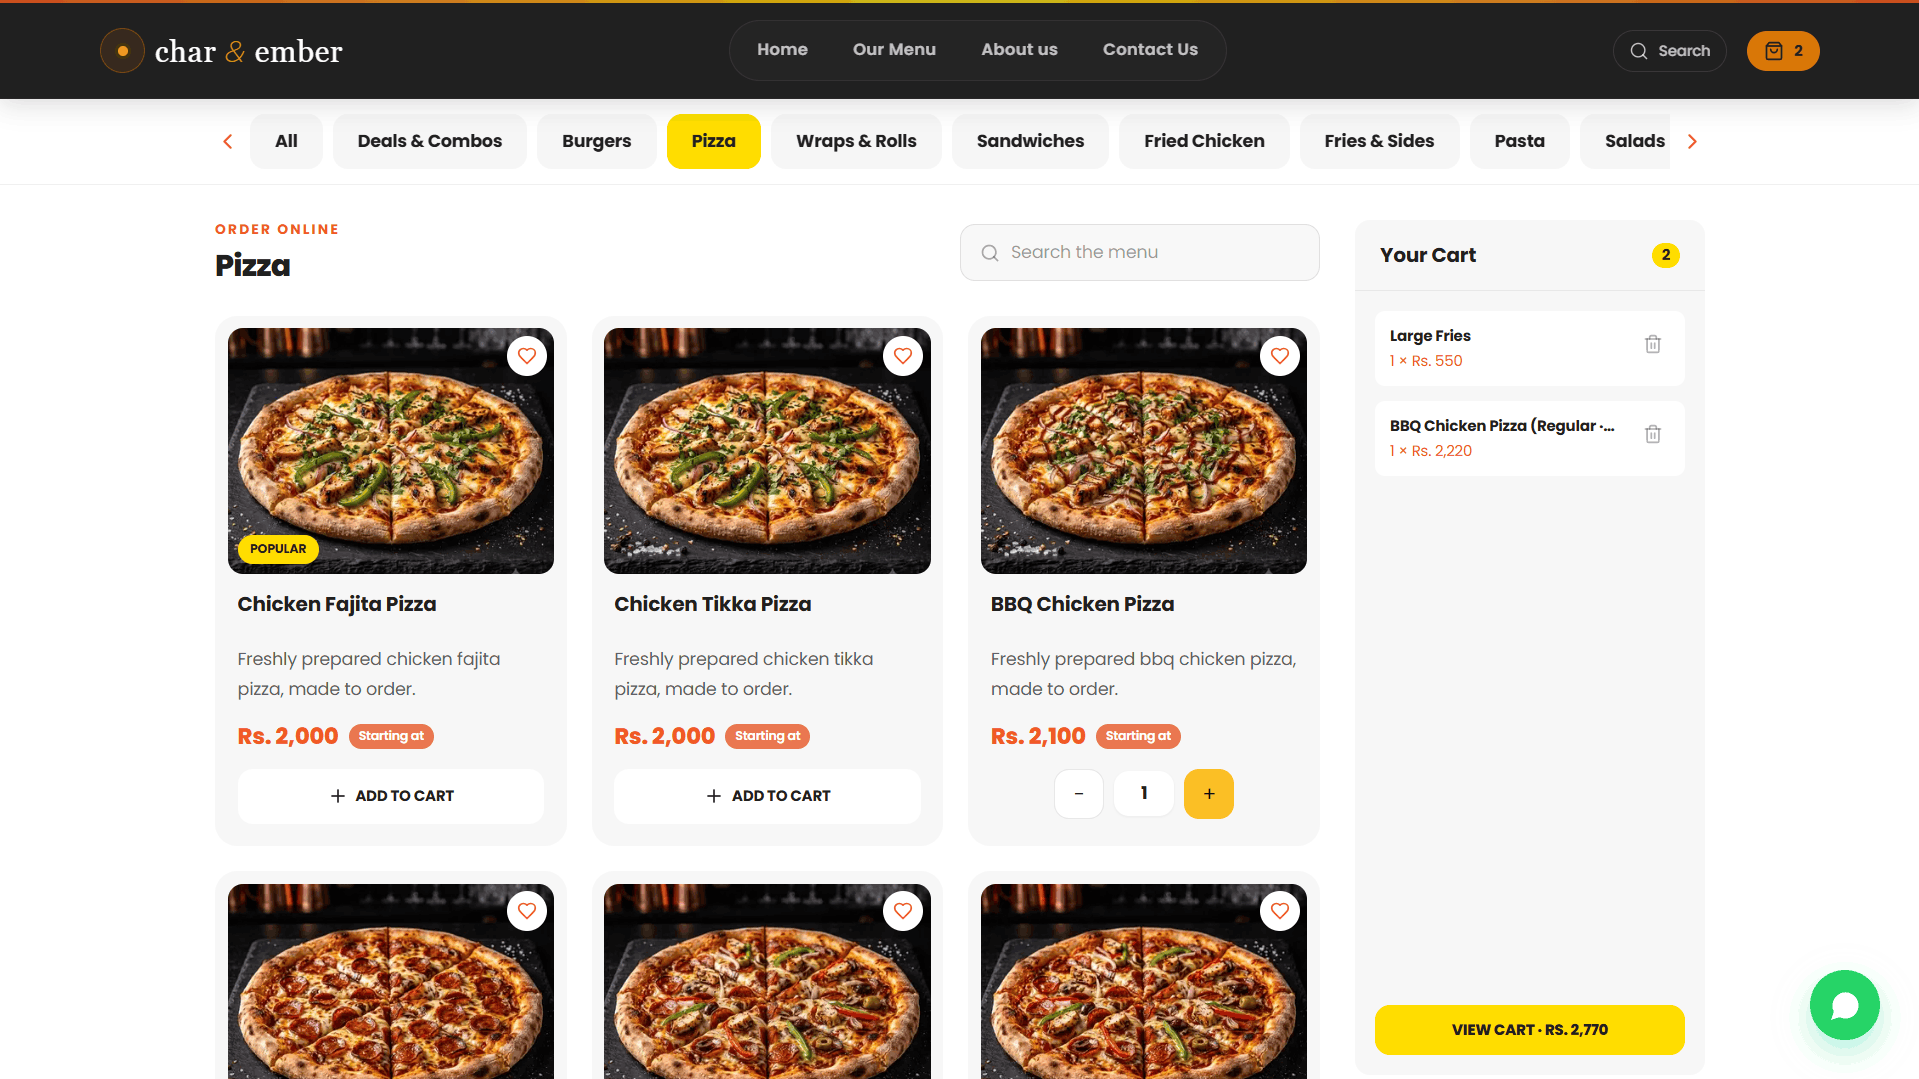 char & ember
Home
Our Menu
About us
Contact Us
Search
2
All
Deals & Combos
Burgers
Pizza
Wraps & Rolls
Sandwiches
Fried Chicken
Fries & Sides
Pasta
Salads
ORDER ONLINE
Pizza
Search the menu
POPULAR
Chicken Fajita Pizza
Freshly prepared chicken fajita
pizza, made to order.
Rs. 2,000 Starting at
+ ADD TO CART
Chicken Tikka Pizza
Freshly prepared chicken tikka
pizza, made to order.
Rs. 2,000 Starting at
+ ADD TO CART
BBQ Chicken Pizza
Freshly prepared bbq chicken pizza,
made to order.
Rs. 2,100 Starting at
− 1 +
Your Cart 2
Large Fries
1 × Rs. 550
BBQ Chicken Pizza (Regular ·...
1 × Rs. 2,220
VIEW CART · RS. 2,770